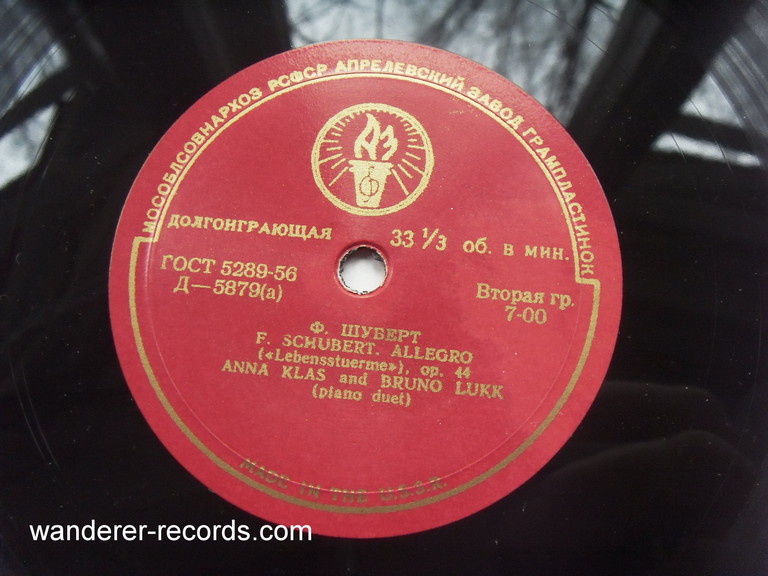 МОСОБЛСОВНАРХОЗ РСФСР АПРЕЛЕВСКИЙ ЗАВОД ГРАМПЛАСТИНОК
АЗ
ДОЛГОИГРАЮЩАЯ 33 ⅓ об. в мин.
ГОСТ 5289-56
Д—5879(а)
Вторая гр.
7-00
Ф. ШУБЕРТ
F. SCHUBERT. ALLEGRO
(«Lebensstuerme»), op. 44
ANNA KLAS and BRUNO LUKK
(piano duet)
MADE IN THE U.S.S.R.
wanderer-records.com